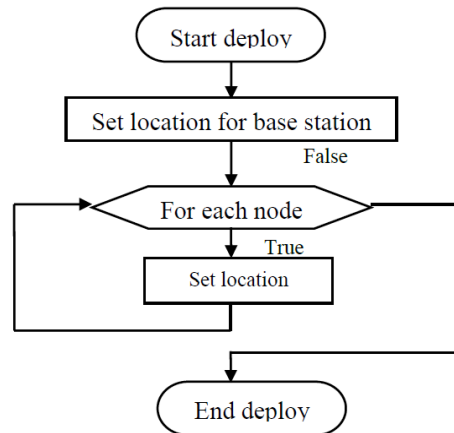 Start deploy
Set location for base station
False
For each node
True
Set location
End deploy